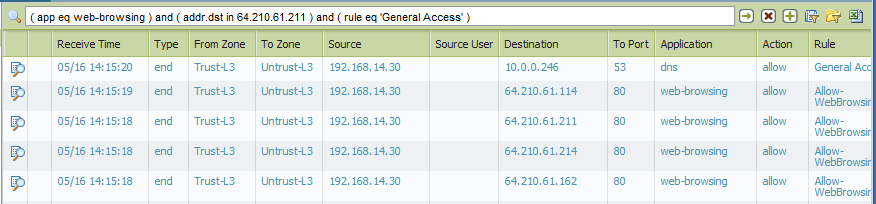 ( app eq web-browsing ) and ( addr.dst in 64.210.61.211 ) and ( rule eq 'General Access' )
Receive Time Type From Zone To Zone Source Source User Destination To Port Application Action Rule
05/16 14:15:20 end Trust-L3 Untrust-L3 192.168.14.30 10.0.0.246 53 dns allow General Acc
05/16 14:15:19 end Trust-L3 Untrust-L3 192.168.14.30 64.210.61.114 80 web-browsing allow Allow-
WebBrowsing
05/16 14:15:18 end Trust-L3 Untrust-L3 192.168.14.30 64.210.61.211 80 web-browsing allow Allow-
WebBrowsing
05/16 14:15:18 end Trust-L3 Untrust-L3 192.168.14.30 64.210.61.214 80 web-browsing allow Allow-
WebBrowsing
05/16 14:15:18 end Trust-L3 Untrust-L3 192.168.14.30 64.210.61.162 80 web-browsing allow Allow-
WebBrowsing